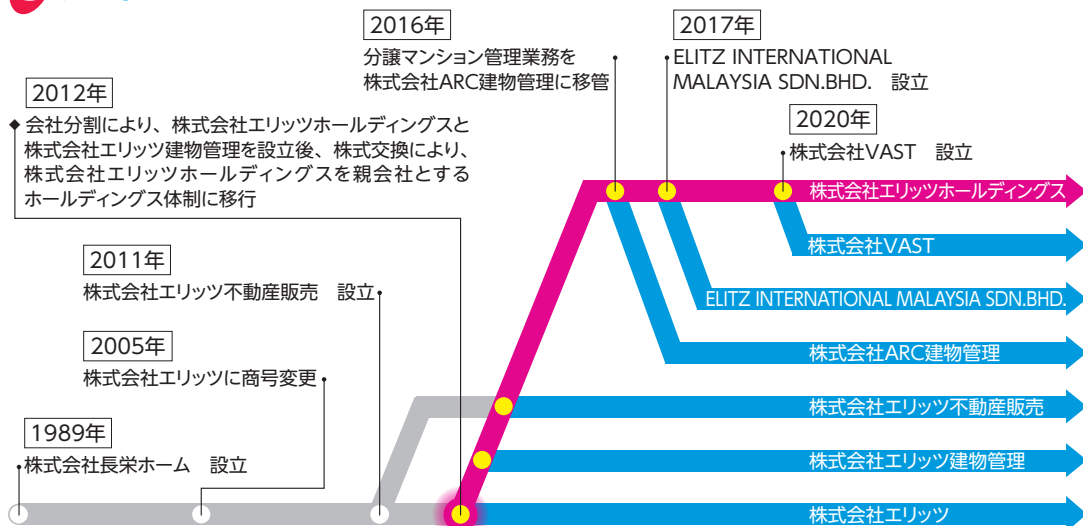 2016年
分譲マンション管理業務を
株式会社ARC建物管理に移管
2017年
ELITZ INTERNATIONAL
MALAYSIA SDN.BHD.　設立
2012年
◆会社分割により、株式会社エリッツホールディングスと
株式会社エリッツ建物管理を設立後、株式交換により、
株式会社エリッツホールディングスを親会社とする
ホールディングス体制に移行
2020年
株式会社VAST　設立
株式会社エリッツホールディングス
株式会社VAST
2011年
株式会社エリッツ不動産販売　設立
ELITZ INTERNATIONAL MALAYSIA SDN.BHD.
2005年
株式会社エリッツに商号変更
株式会社ARC建物管理
株式会社エリッツ不動産販売
1989年
株式会社長栄ホーム　設立
株式会社エリッツ建物管理
株式会社エリッツ